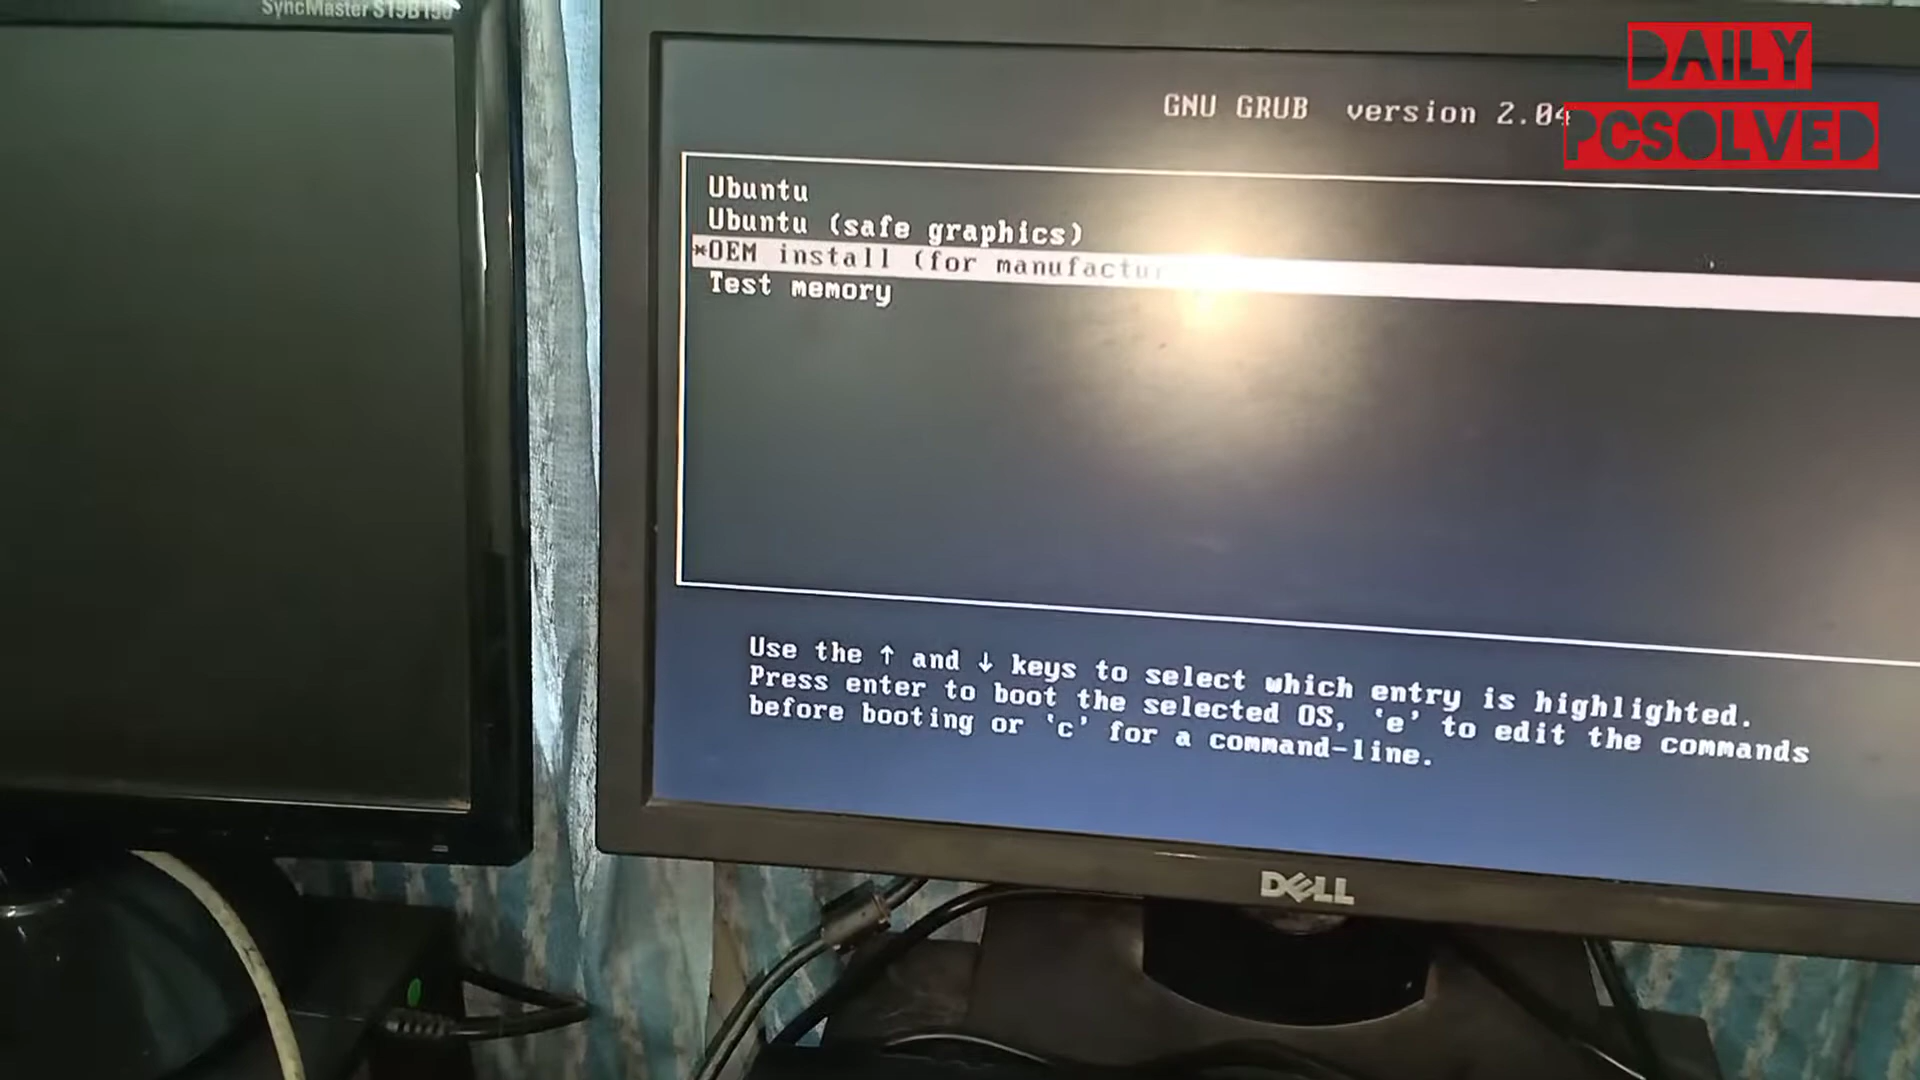 SyncMaster S19B150
DAILY
PCSOLVED
GNU GRUB version 2.04
Ubuntu
Ubuntu (safe graphics)
*OEM install (for manufactur
Test memory
Use the ↑ and ↓ keys to select which entry is highlighted.
Press enter to boot the selected OS, 'e' to edit the commands
before booting or 'c' for a command-line.
DELL